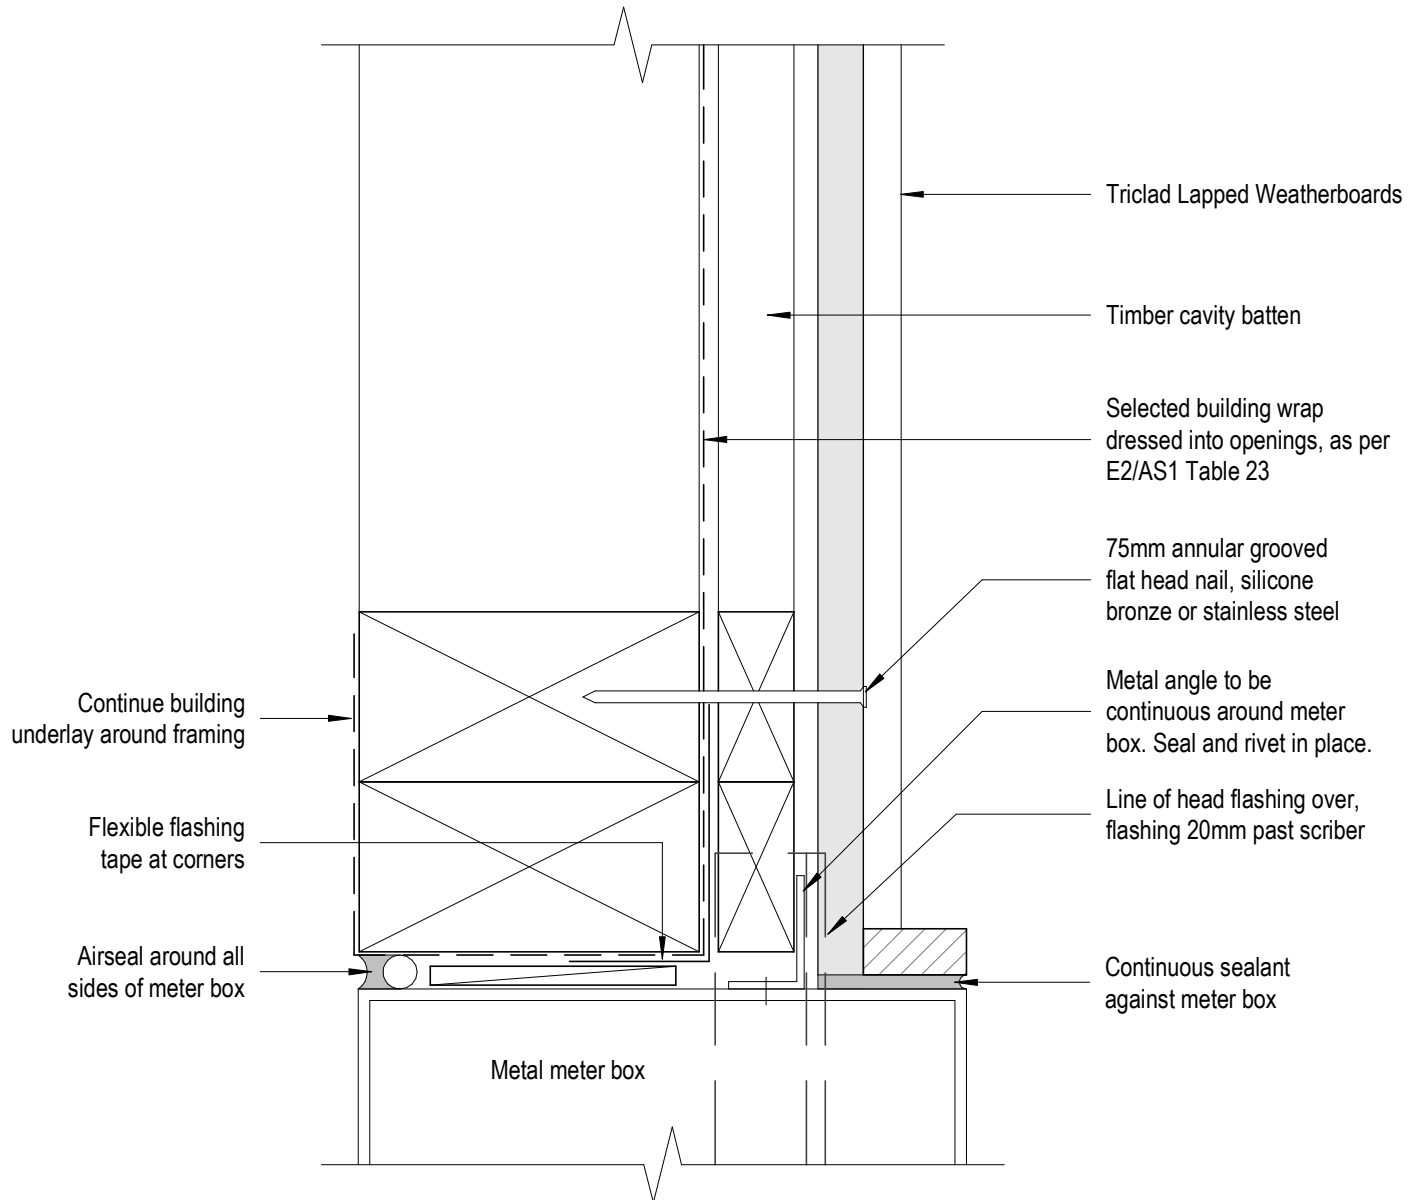 Triclad Lapped Weatherboards
Timber cavity batten
Selected building wrap
dressed into openings, as per
E2/AS1 Table 23
75mm annular grooved
flat head nail, silicone
bronze or stainless steel
Metal angle to be
continuous around meter
box. Seal and rivet in place.
Line of head flashing over,
flashing 20mm past scriber
Continuous sealant
against meter box
Continue building
underlay around framing
Flexible flashing
tape at corners
Airseal around all
sides of meter box
Metal meter box